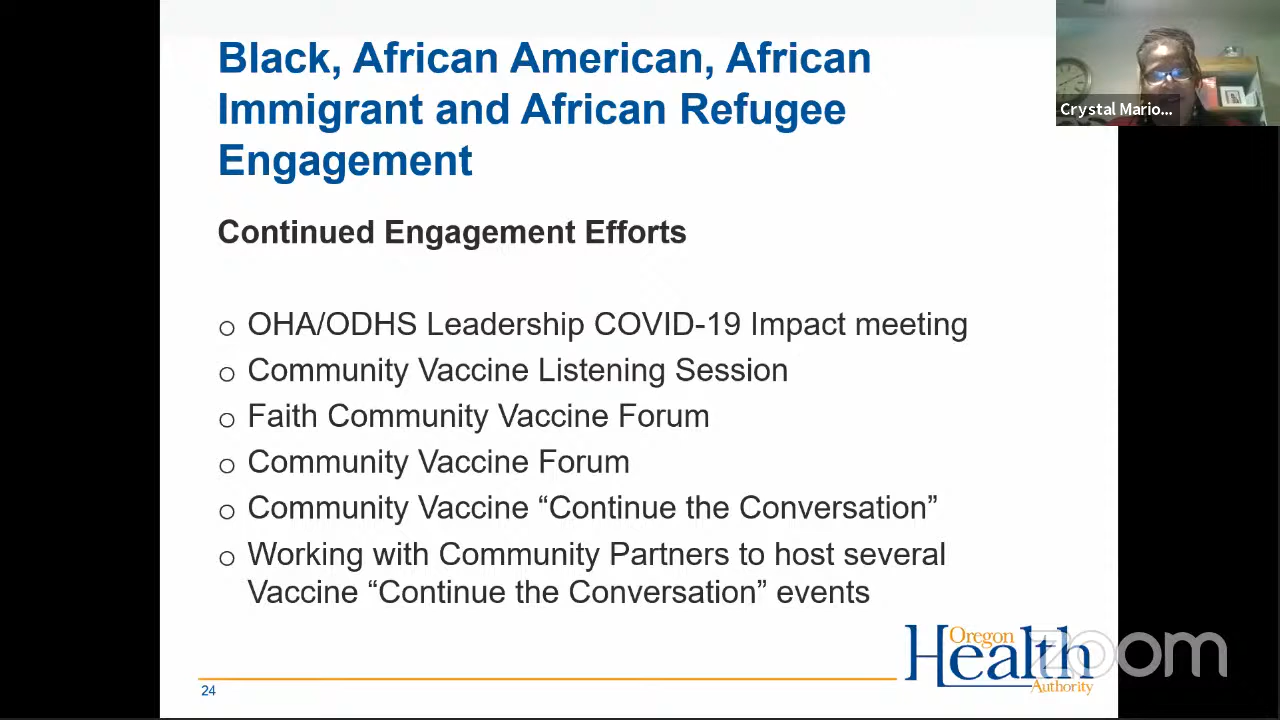 Black, African American, African
Immigrant and African Refugee
Engagement
Crystal Mario...
Continued Engagement Efforts
o OHA/ODHS Leadership COVID-19 Impact meeting
o Community Vaccine Listening Session
o Faith Community Vaccine Forum
o Community Vaccine Forum
o Community Vaccine “Continue the Conversation”
o Working with Community Partners to host several
Vaccine “Continue the Conversation” events
Oregon
Health
Authority
zoom
24